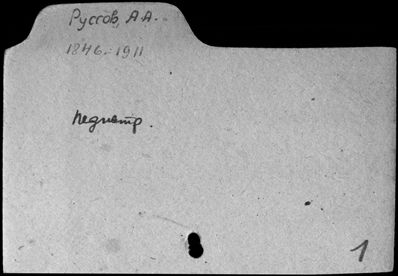 Руссов, А.А.
1846-1911
педиатр.
1